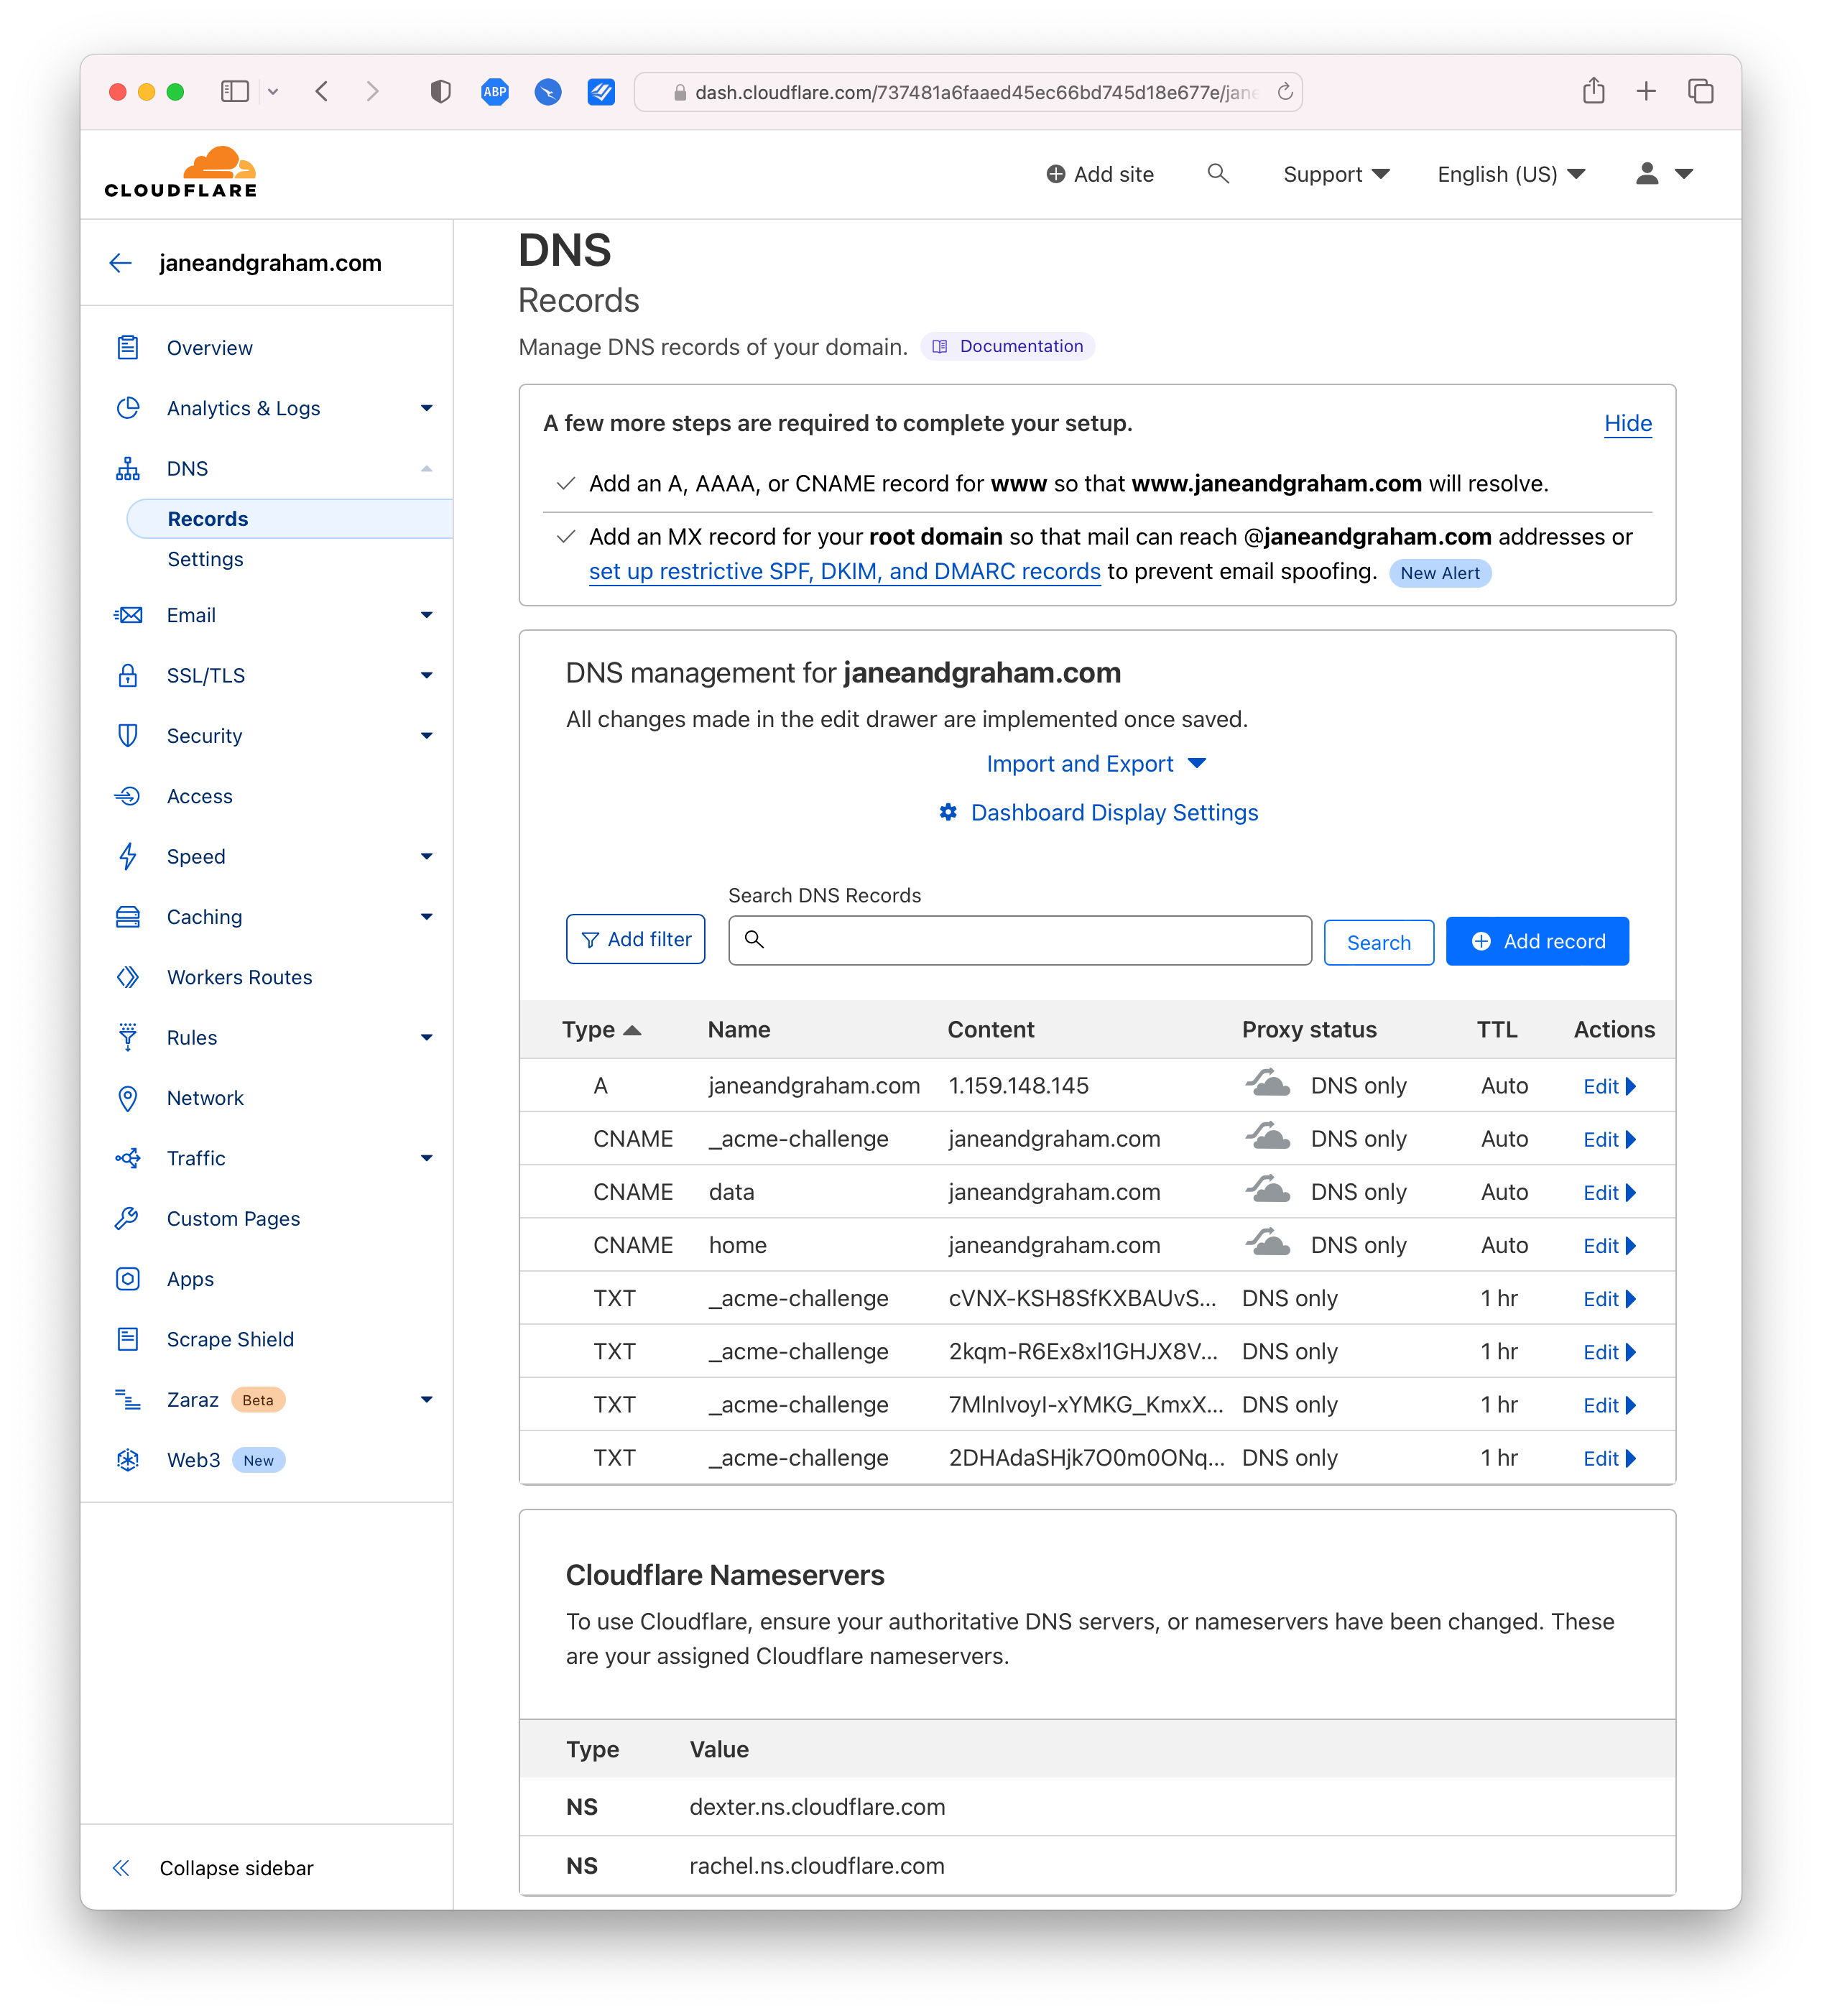 ABP
dash.cloudflare.com/737481a6faaed45ec66bd745d18e677e/jane
CLOUDFLARE
Add site
Support
English (US)
janeandgraham.com
Overview
Analytics & Logs
DNS
Records
Settings
Email
SSL/TLS
Security
Access
Speed
Caching
Workers Routes
Rules
Network
Traffic
Custom Pages
Apps
Scrape Shield
Zaraz Beta
Web3 New
Collapse sidebar
DNS
Records
Manage DNS records of your domain. Documentation
A few more steps are required to complete your setup. Hide
Add an A, AAAA, or CNAME record for www so that www.janeandgraham.com will resolve.
Add an MX record for your root domain so that mail can reach @janeandgraham.com addresses or
set up restrictive SPF, DKIM, and DMARC records to prevent email spoofing. New Alert
DNS management for janeandgraham.com
All changes made in the edit drawer are implemented once saved.
Import and Export
Dashboard Display Settings
Search DNS Records
Add filter Search Add record
Type Name Content Proxy status TTL Actions
A janeandgraham.com 1.159.148.145 DNS only Auto Edit
CNAME _acme-challenge janeandgraham.com DNS only Auto Edit
CNAME data janeandgraham.com DNS only Auto Edit
CNAME home janeandgraham.com DNS only Auto Edit
TXT _acme-challenge cVNX-KSH8SfKXBAUvS... DNS only 1 hr Edit
TXT _acme-challenge 2kqm-R6Ex8xl1GHJX8V... DNS only 1 hr Edit
TXT _acme-challenge 7MlnIvoyI-xYMKG_KmxX... DNS only 1 hr Edit
TXT _acme-challenge 2DHAdaSHjk7O0m0ONq... DNS only 1 hr Edit
Cloudflare Nameservers
To use Cloudflare, ensure your authoritative DNS servers, or nameservers have been changed. These
are your assigned Cloudflare nameservers.
Type Value
NS dexter.ns.cloudflare.com
NS rachel.ns.cloudflare.com